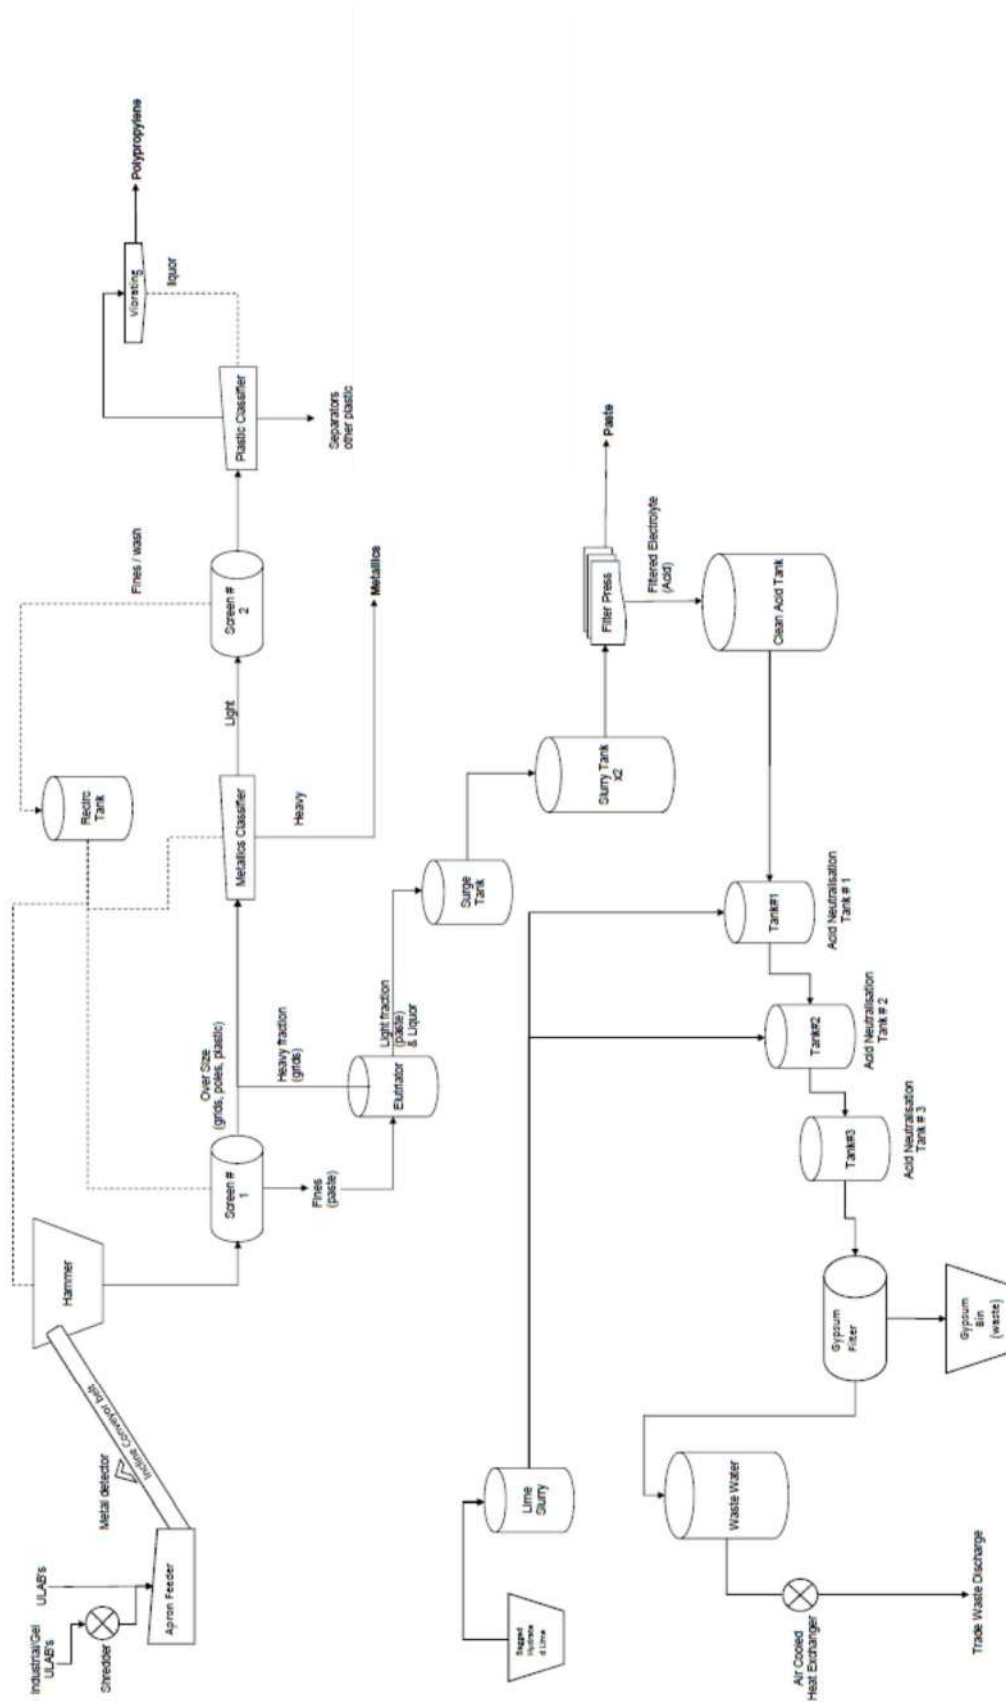 Industrial/Gel
ULAB's
ULAB's
Shredder
Apron Feeder
Metal detector
Incline Conveyor belt
Hammer
Screen #
1
Fines
(paste)
Over Size
(grids, poles, plastic)
Heavy fraction
(grids)
Elutriator
Light fraction
(paste)
& Liquor
Recirc
Tank
Metallics Classifier
Heavy
Metallics
Light
Screen #
2
Fines / wash
Plastic Classifier
Separators
other plastic
Vibrating
liquor
Polypropylene
Surge
Tank
Slurry Tank
x2
Filter Press
Paste
Filtered Electrolyte
(Acid)
Clean Acid Tank
Bagged
Hydrate
d Lime
Lime
Slurry
Tank#1
Acid Neutralisation
Tank # 1
Tank#2
Acid Neutralisation
Tank # 2
Tank#3
Acid Neutralisation
Tank # 3
Gypsum
Filter
Gypsum
Bin
(waste)
Waste Water
Air Cooled
Heat Exchanger
Trade Waste Discharge